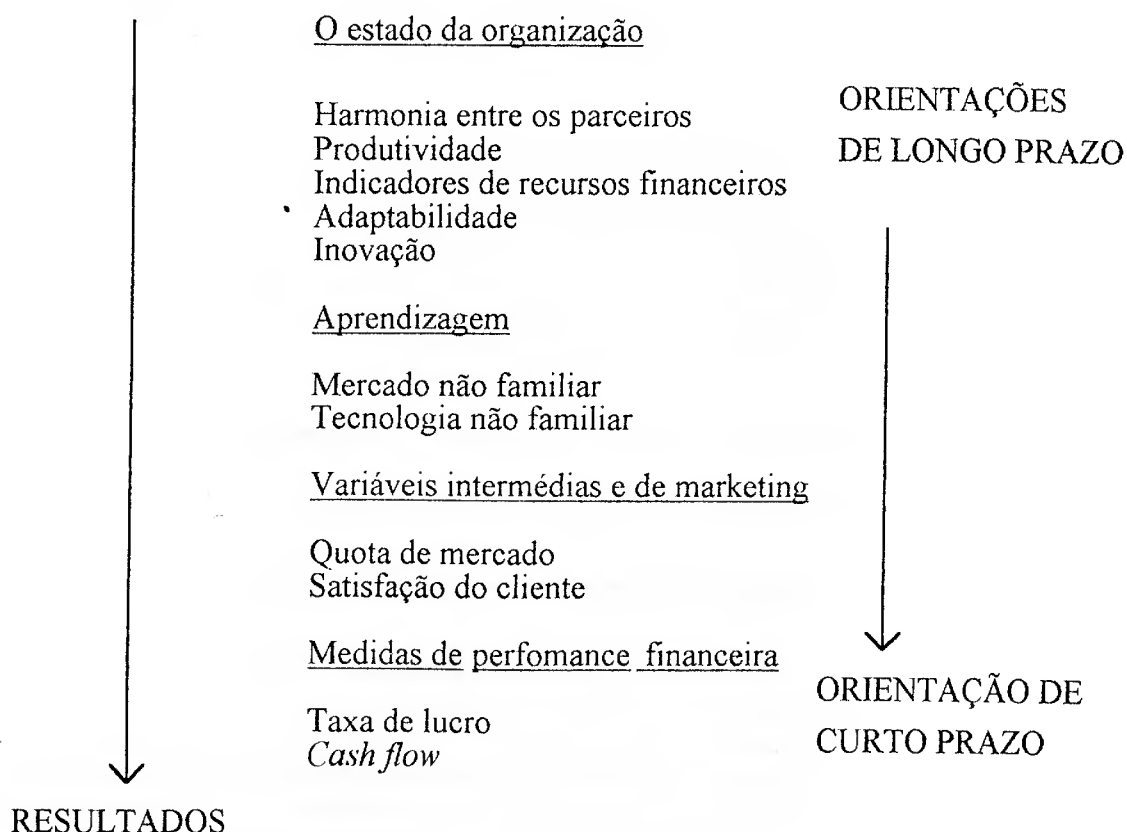 O estado da organização
Harmonia entre os parceiros
Produtividade
Indicadores de recursos financeiros
Adaptabilidade
Inovação
ORIENTAÇÕES
DE LONGO PRAZO
Aprendizagem
Mercado não familiar
Tecnologia não familiar
Variáveis intermédias e de marketing
Quota de mercado
Satisfação do cliente
Medidas de perfomance financeira
Taxa de lucro
Cash flow
ORIENTAÇÃO DE
CURTO PRAZO
RESULTADOS